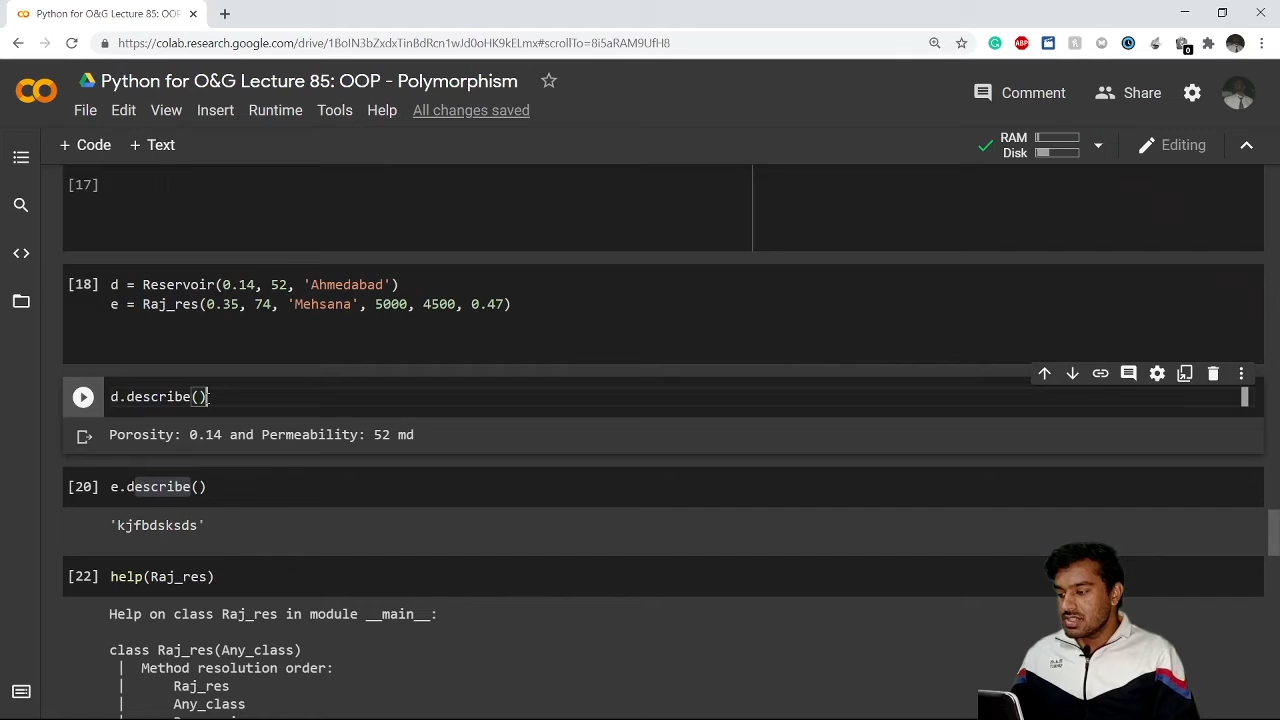 Python for O&G Lecture 85: OOP
https://colab.research.google.com/drive/
Python for O&G Lecture 85: OOP - Polymorphism
Comment
Share
File Edit View Insert Runtime Tools Help All changes saved
+ Code + Text
RAM
Disk
Editing
[17]
[18] d = Reservoir(0.14, 52, 'Ahmedabad')
e = Raj_res(0.35, 74, 'Mehsana', 5000, 4500, 0.47)
d.describe()
Porosity: 0.14 and Permeability: 52 md
[20] e.describe()
'kjfbdsksds'
[22] help(Raj_res)
Help on class Raj_res in module __main__:
class Raj_res(Any_class)
| Method resolution order:
| Raj_res
| Any_class